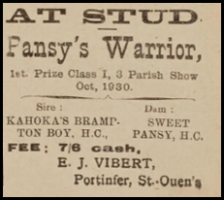 AT STUD
Pansy's Warrior,
1st. Prize Class I, 3 Parish Show
Oct, 1930.
Sire : Dam :
KAHOKA'S BRAMP- SWEET
TON BOY, H.C., PANSY, H.C.
FEE; 7/6 cash,
E. J. VIBERT,
Portinfer, St.-Ouen's